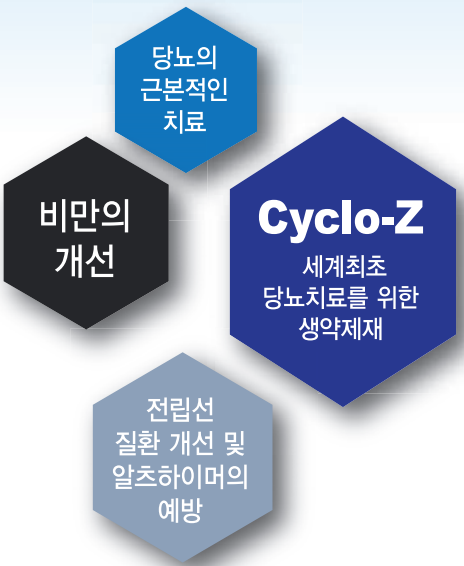 당뇨의
근본적인
치료
비만의
개선
Cyclo-Z
세계최초
당뇨치료를 위한
생약제재
전립선
질환 개선 및
알츠하이머의
예방